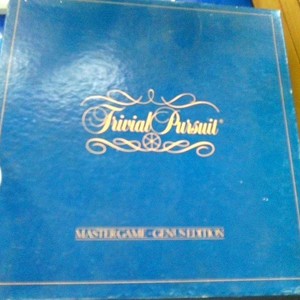 Trivial Pursuit®
MASTER GAME - GENUS EDITION